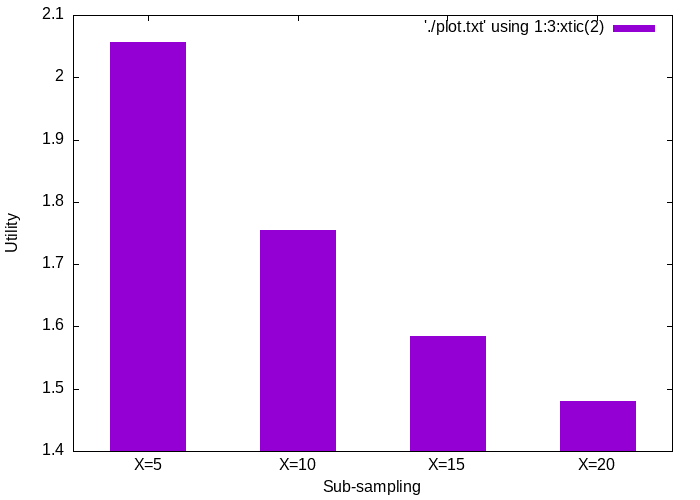 './plot.txt' using 1:3:xtic(2)
2.1
2
1.9
1.8
1.7
1.6
1.5
1.4
Utility
X=5 X=10 X=15 X=20
Sub-sampling